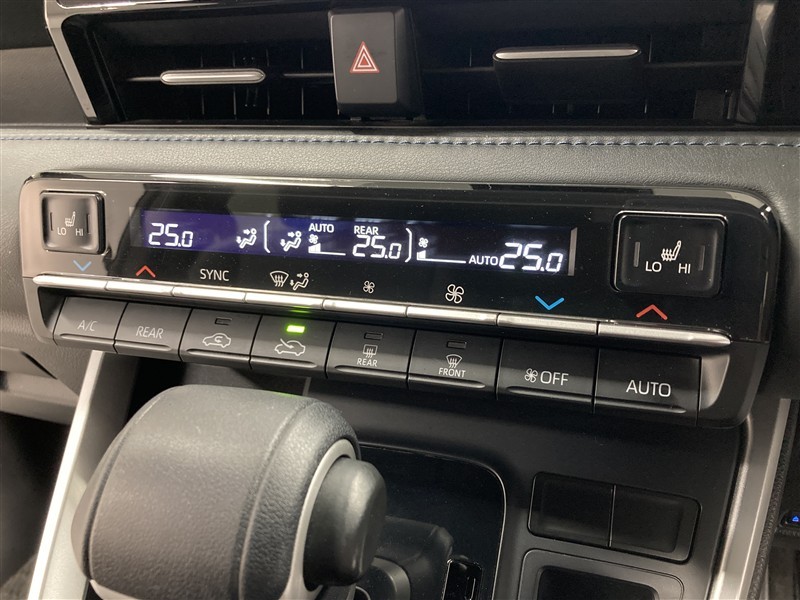 LO HI
25.0
AUTO
REAR
25.0
AUTO 25.0
LO HI
SYNC
A/C
REAR
REAR
FRONT
OFF
AUTO